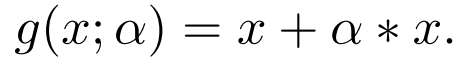 g(x; α) = x + α ∗ x.